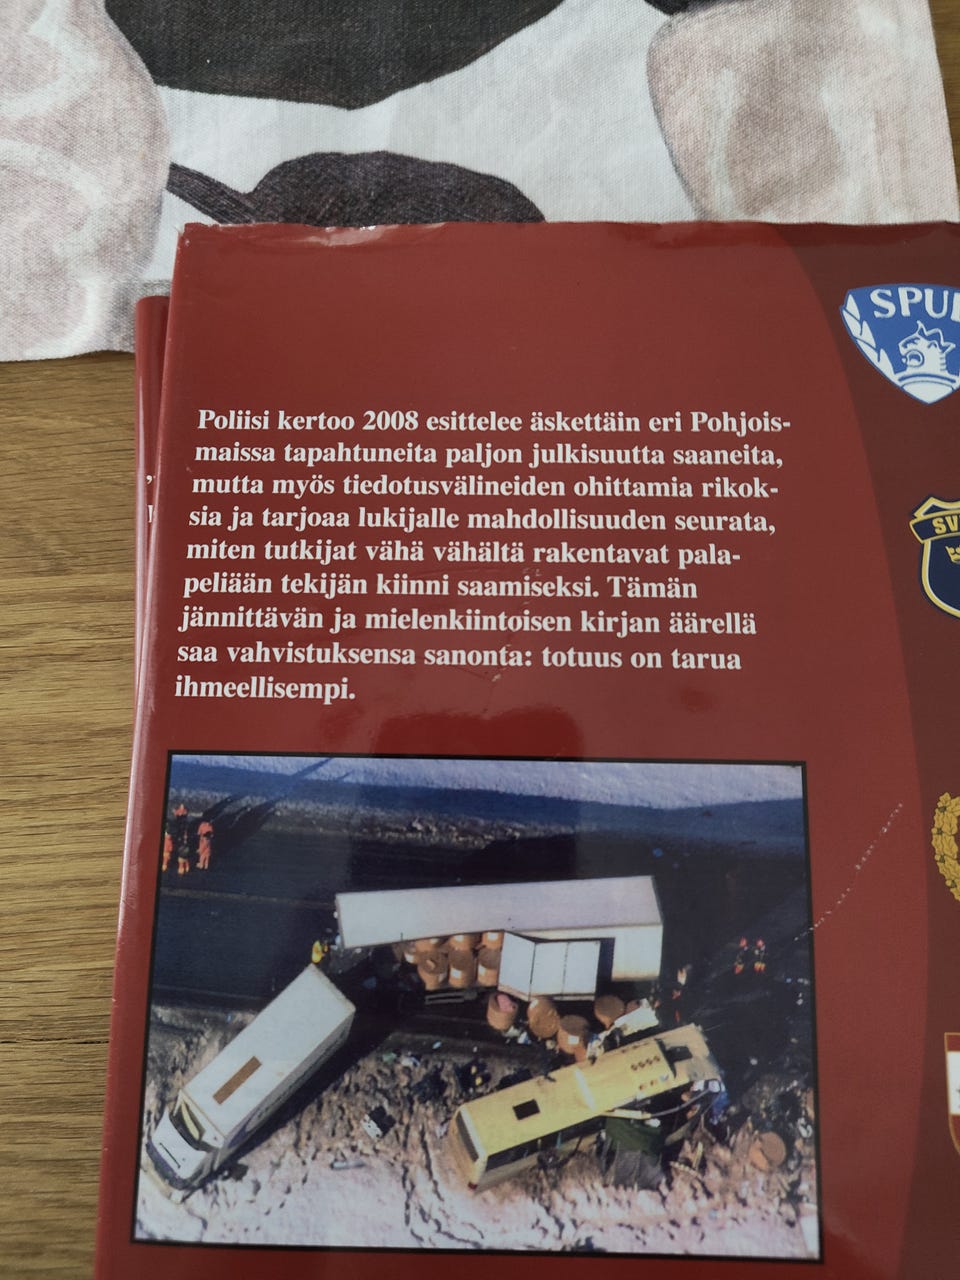 SPU
Poliisi kertoo 2008 esittelee äskettäin eri Pohjois-
maissa tapahtuneita paljon julkisuutta saaneita,
mutta myös tiedotusvälineiden ohittamia rikok-
sia ja tarjoaa lukijalle mahdollisuuden seurata,
miten tutkijat vähä vähältä rakentavat pala-
peliään tekijän kiinni saamiseksi. Tämän
jännittävän ja mielenkiintoisen kirjan äärellä
saa vahvistuksensa sanonta: totuus on tarua
ihmeellisempi.
SV